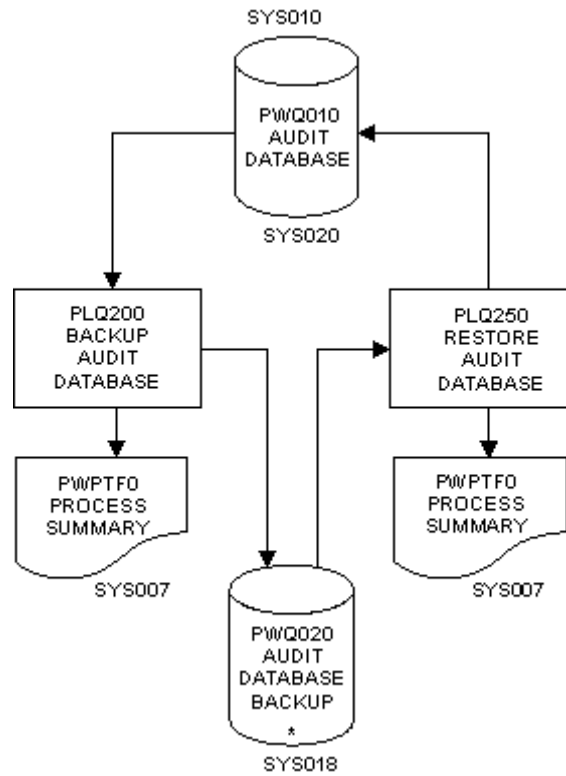 SYS010
PWQ010
AUDIT
DATABASE
SYS020
PLQ200
BACKUP
AUDIT
DATABASE
PLQ250
RESTORE
AUDIT
DATABASE
PWPTF0
PROCESS
SUMMARY
SYS007
PWPTF0
PROCESS
SUMMARY
SYS007
PWQ020
AUDIT
DATABASE
BACKUP
*
SYS018